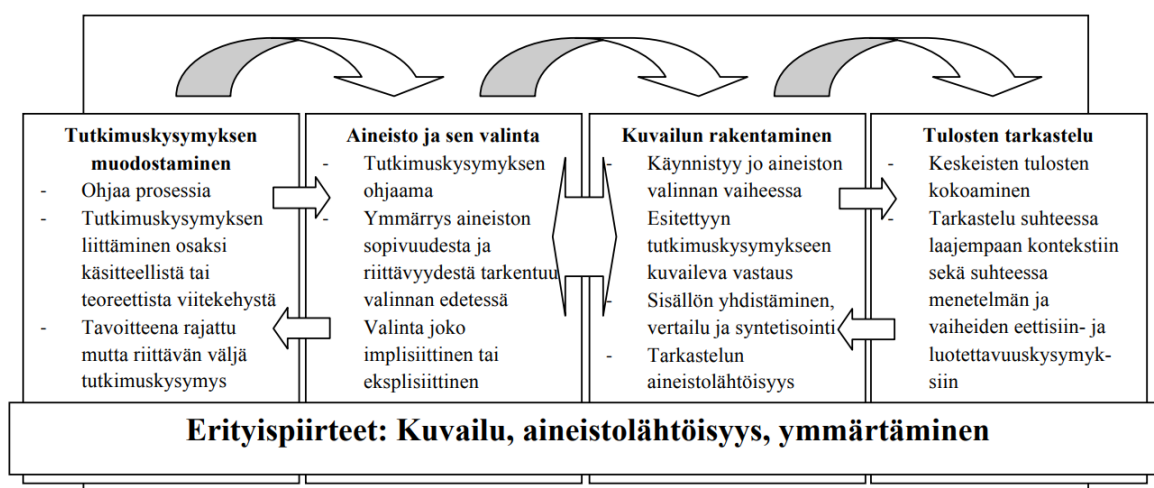 Tutkimuskysymyksen
muodostaminen
- Ohjaa prosessia
- Tutkimuskysymyksen
liittäminen osaksi
käsitteellistä tai
teoreettista viitekehystä
- Tavoitteena rajattu
mutta riittävän väljä
tutkimuskysymys
Aineisto ja sen valinta
- Tutkimuskysymyksen
ohjaama
- Ymmärrys aineiston
sopivuudesta ja
riittävyydestä tarkentuu
valinnan edetessä
- Valinta joko
implisiittinen tai
eksplisiittinen
Kuvailun rakentaminen
- Käynnistyy jo aineiston
valinnan vaiheessa
- Esitettyyn
tutkimuskysymykseen
kuvaileva vastaus
- Sisällön yhdistäminen,
vertailu ja syntetisointi
- Tarkastelun
aineistolähtöisyys
Tulosten tarkastelu
- Keskeisten tulosten
kokoaminen
- Tarkastelu suhteessa
laajempaan kontekstiin
sekä suhteessa
menetelmän ja
vaiheiden eettisiin- ja
luotettavuuskysymyk-
siin
Erityispiirteet: Kuvailu, aineistolähtöisyys, ymmärtäminen